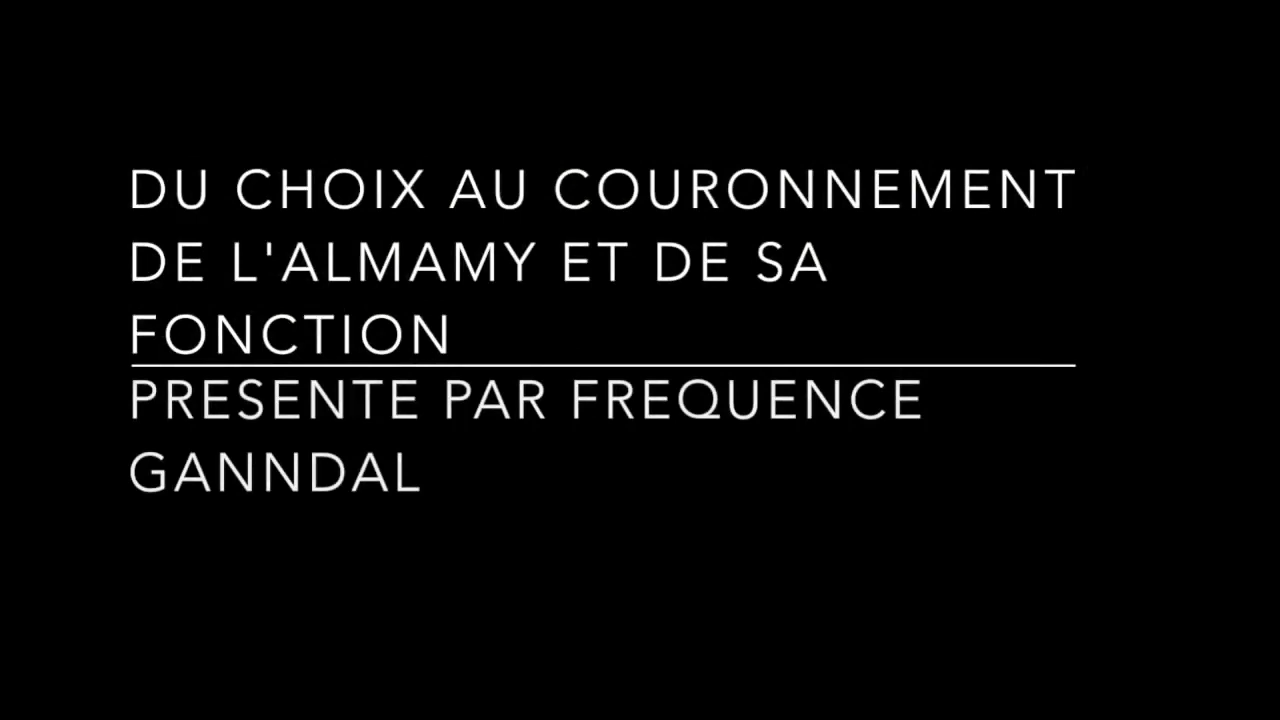 DU CHOIX AU COURONNEMENT
DE L'ALMAMY ET DE SA
FONCTION
PRESENTE PAR FREQUENCE
GANNDAL